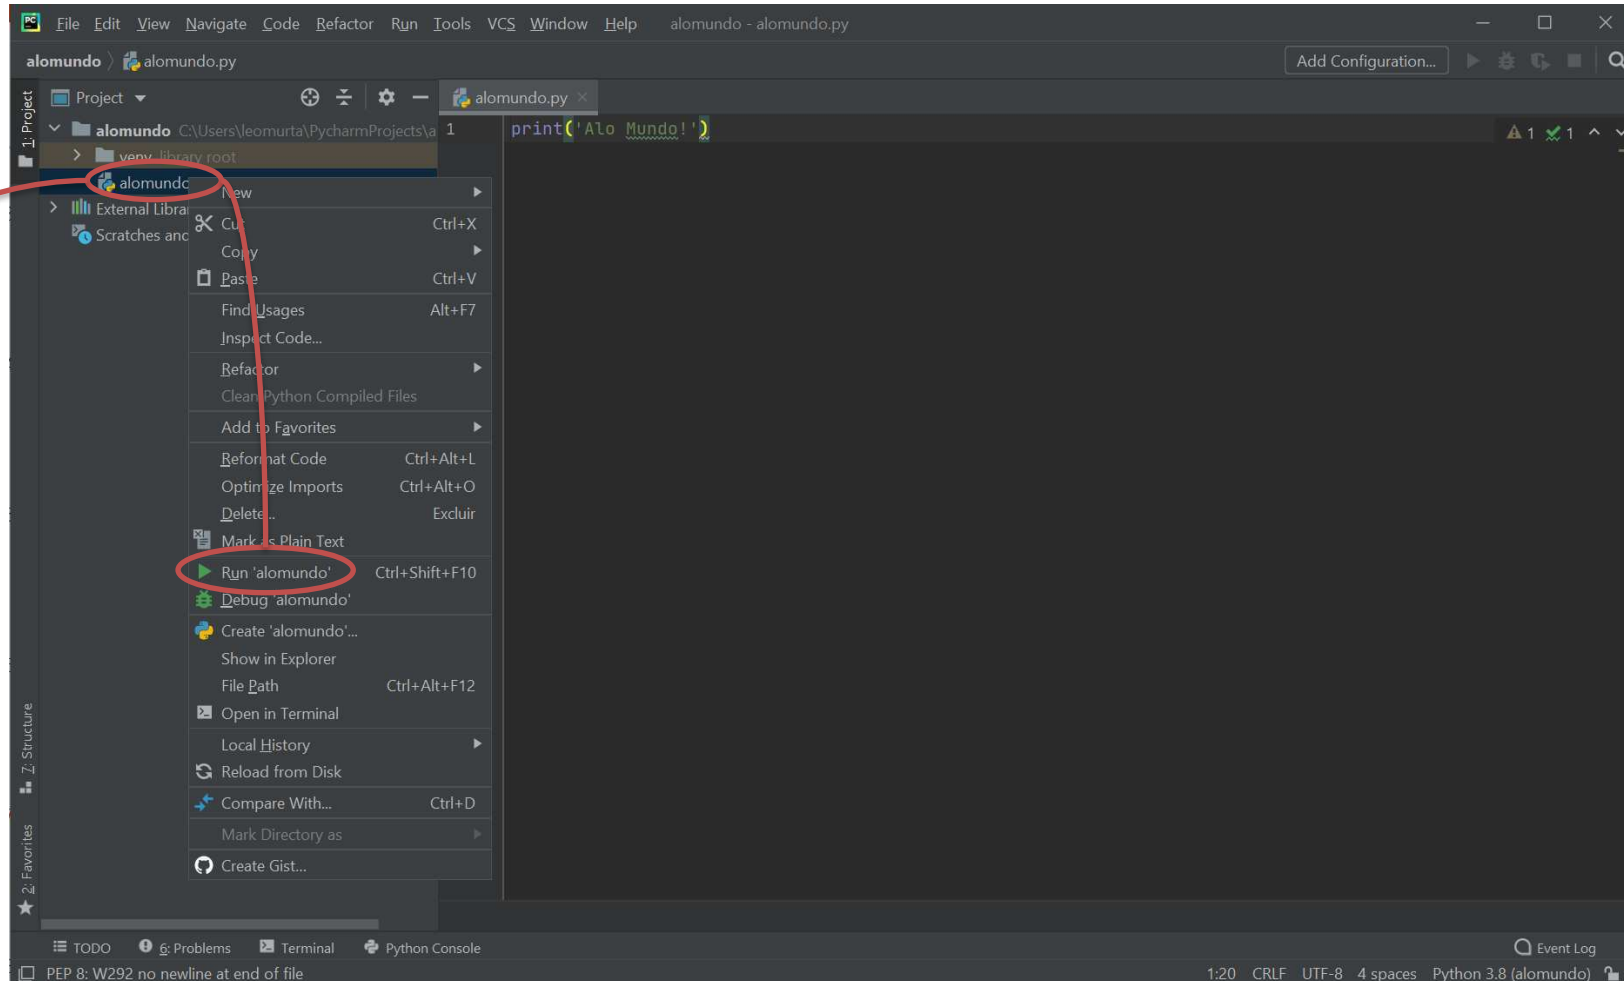 File Edit View Navigate Code Refactor Run Tools VCS Window Help alomundo - alomundo.py
alomundo alomundo.py Add Configuration...
1: Project
Project alomundo.py
alomundo C:\Users\leomurta\PycharmProjects\a 1 print('Alo Mundo!') 1 1
venv library root
alomundo
New
External Libra
Cut Ctrl+X
Scratches and
Copy
Paste Ctrl+V
Find Usages Alt+F7
Inspect Code...
Refactor
Clean Python Compiled Files
Add to Favorites
Reformat Code Ctrl+Alt+L
Optimize Imports Ctrl+Alt+O
Delete... Excluir
Mark as Plain Text
Run 'alomundo' Ctrl+Shift+F10
Debug 'alomundo'
Create 'alomundo'...
Show in Explorer
File Path Ctrl+Alt+F12
Open in Terminal
Local History
Reload from Disk
Compare With... Ctrl+D
Mark Directory as
Create Gist...
7: Structure
2: Favorites
TODO 6: Problems Terminal Python Console Event Log
PEP 8: W292 no newline at end of file 1:20 CRLF UTF-8 4 spaces Python 3.8 (alomundo)